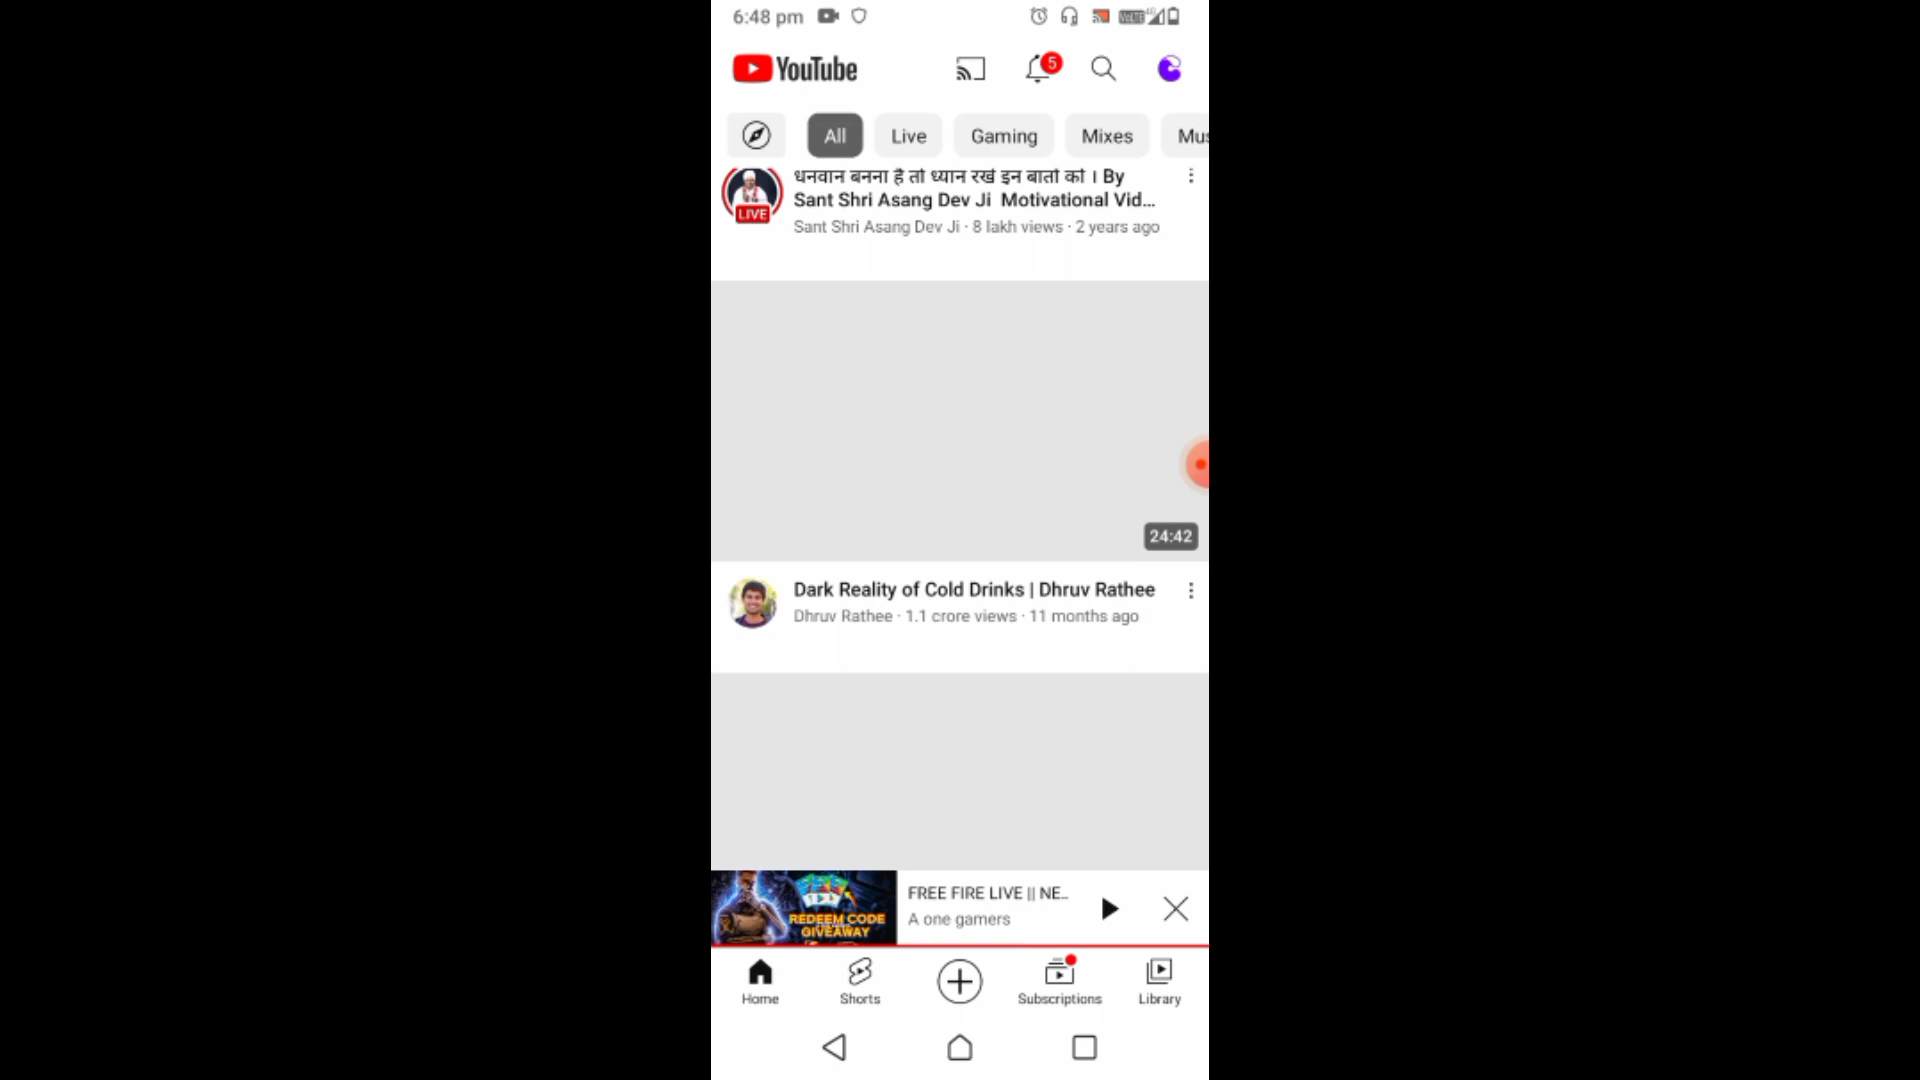 6:48 pm
YouTube
5
All
Live
Gaming
Mixes
Mus
धनवान बनना है तो ध्यान रखें इन बातों को । By
Sant Shri Asang Dev Ji Motivational Vid...
LIVE
Sant Shri Asang Dev Ji · 8 lakh views · 2 years ago
24:42
Dark Reality of Cold Drinks | Dhruv Rathee
Dhruv Rathee · 1.1 crore views · 11 months ago
REDEEM CODE
GIVEAWAY
FREE FIRE LIVE || NE..
A one gamers
Home
Shorts
Subscriptions
Library